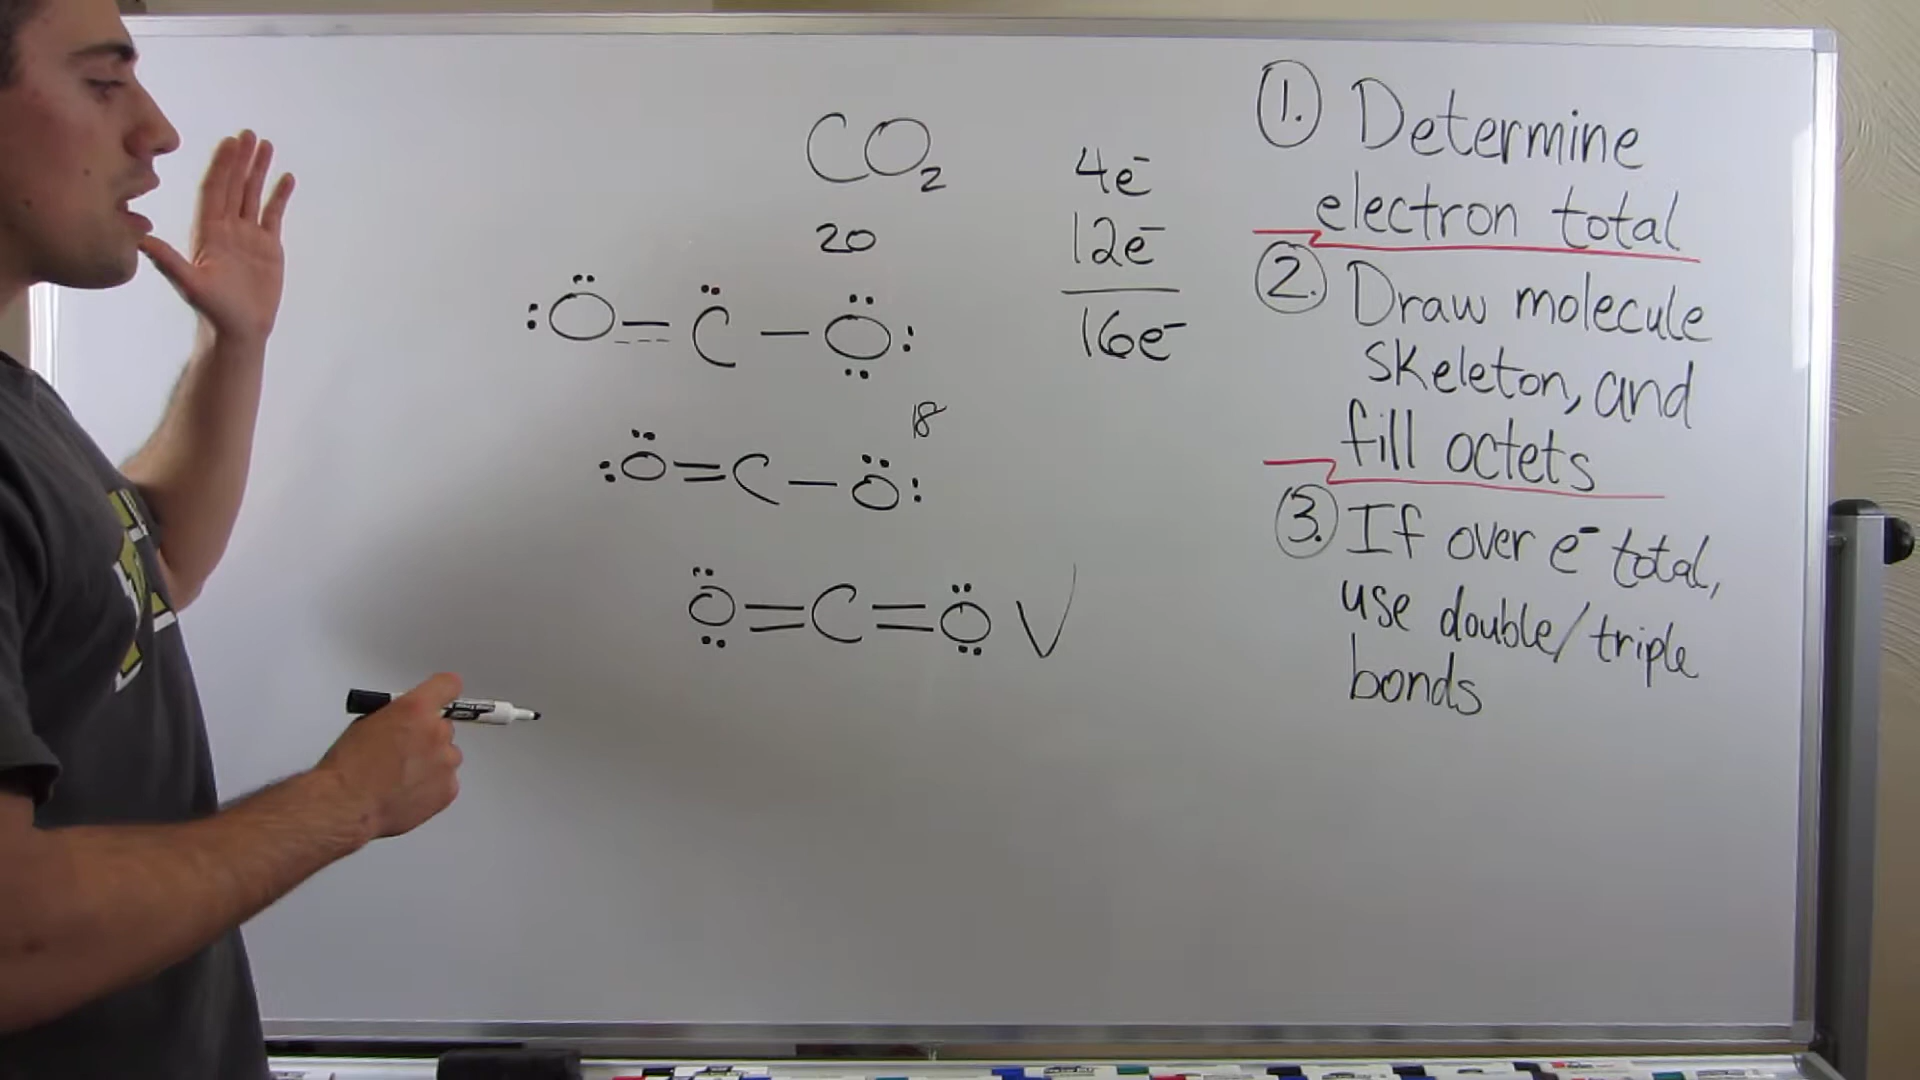 CO₂
20
4e⁻
12e⁻
16e⁻
:Ö=C̈-Ö:
18
:Ö=C-Ö:
Ö=C=Ö √
1. Determine
electron total
2. Draw molecule
skeleton, and
fill octets
3. If over e⁻ total,
use double/triple
bonds